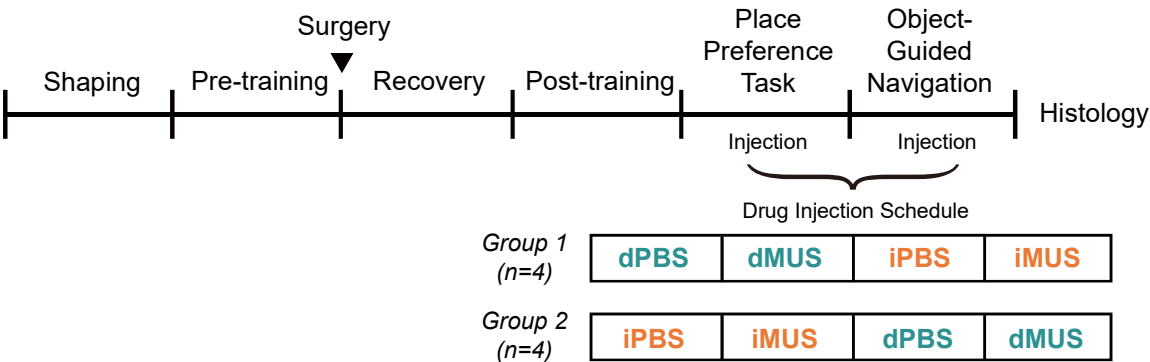 Surgery
Place
Preference
Task
Object-
Guided
Navigation
Shaping
Pre-training
Recovery
Post-training
Histology
Injection
Injection
Drug Injection Schedule
Group 1
(n=4)
dPBS dMUS iPBS iMUS
Group 2
(n=4)
iPBS iMUS dPBS dMUS